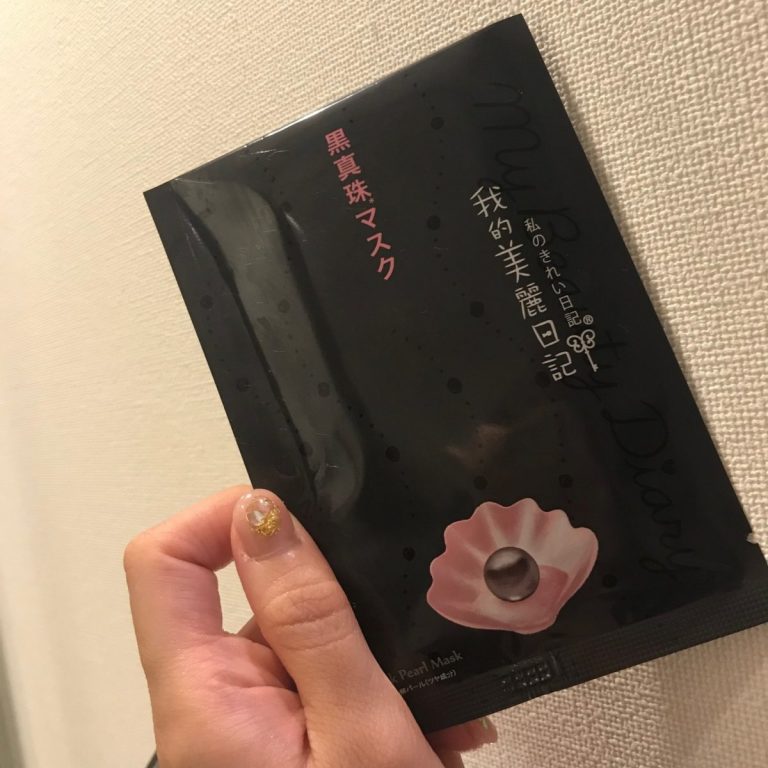 黒真珠*マスク
我的美麗日記
私のきれい日記®
My Beauty Diary
Pearl Mask